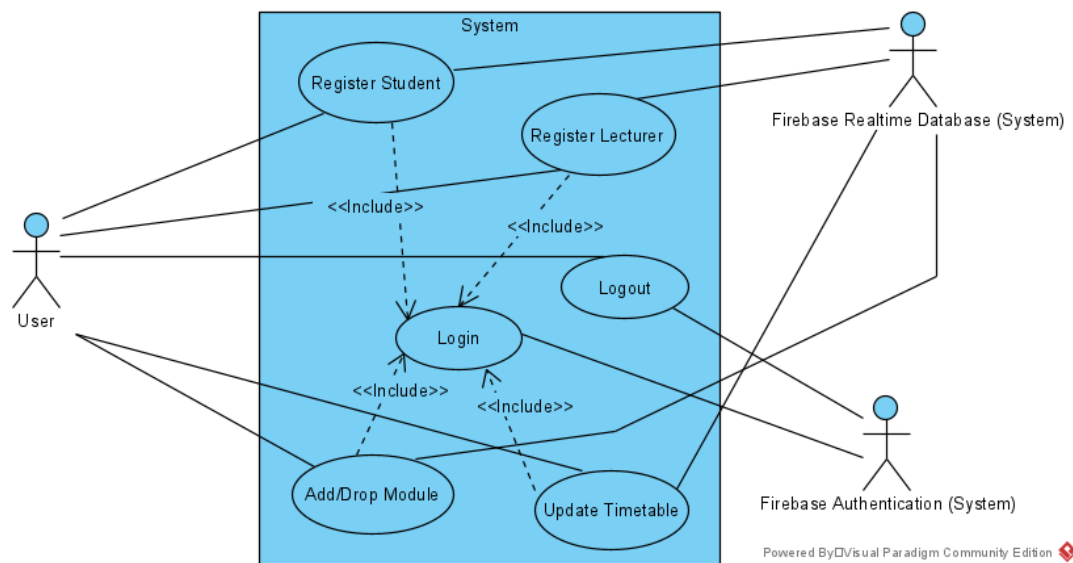 System
Register Student
Firebase Realtime Database (System)
Register Lecturer
<<Include>>
<<Include>>
Logout
User
Login
<<Include>>
<<Include>>
Add/Drop Module
Update Timetable
Firebase Authentication (System)
Powered By□Visual Paradigm Community Edition